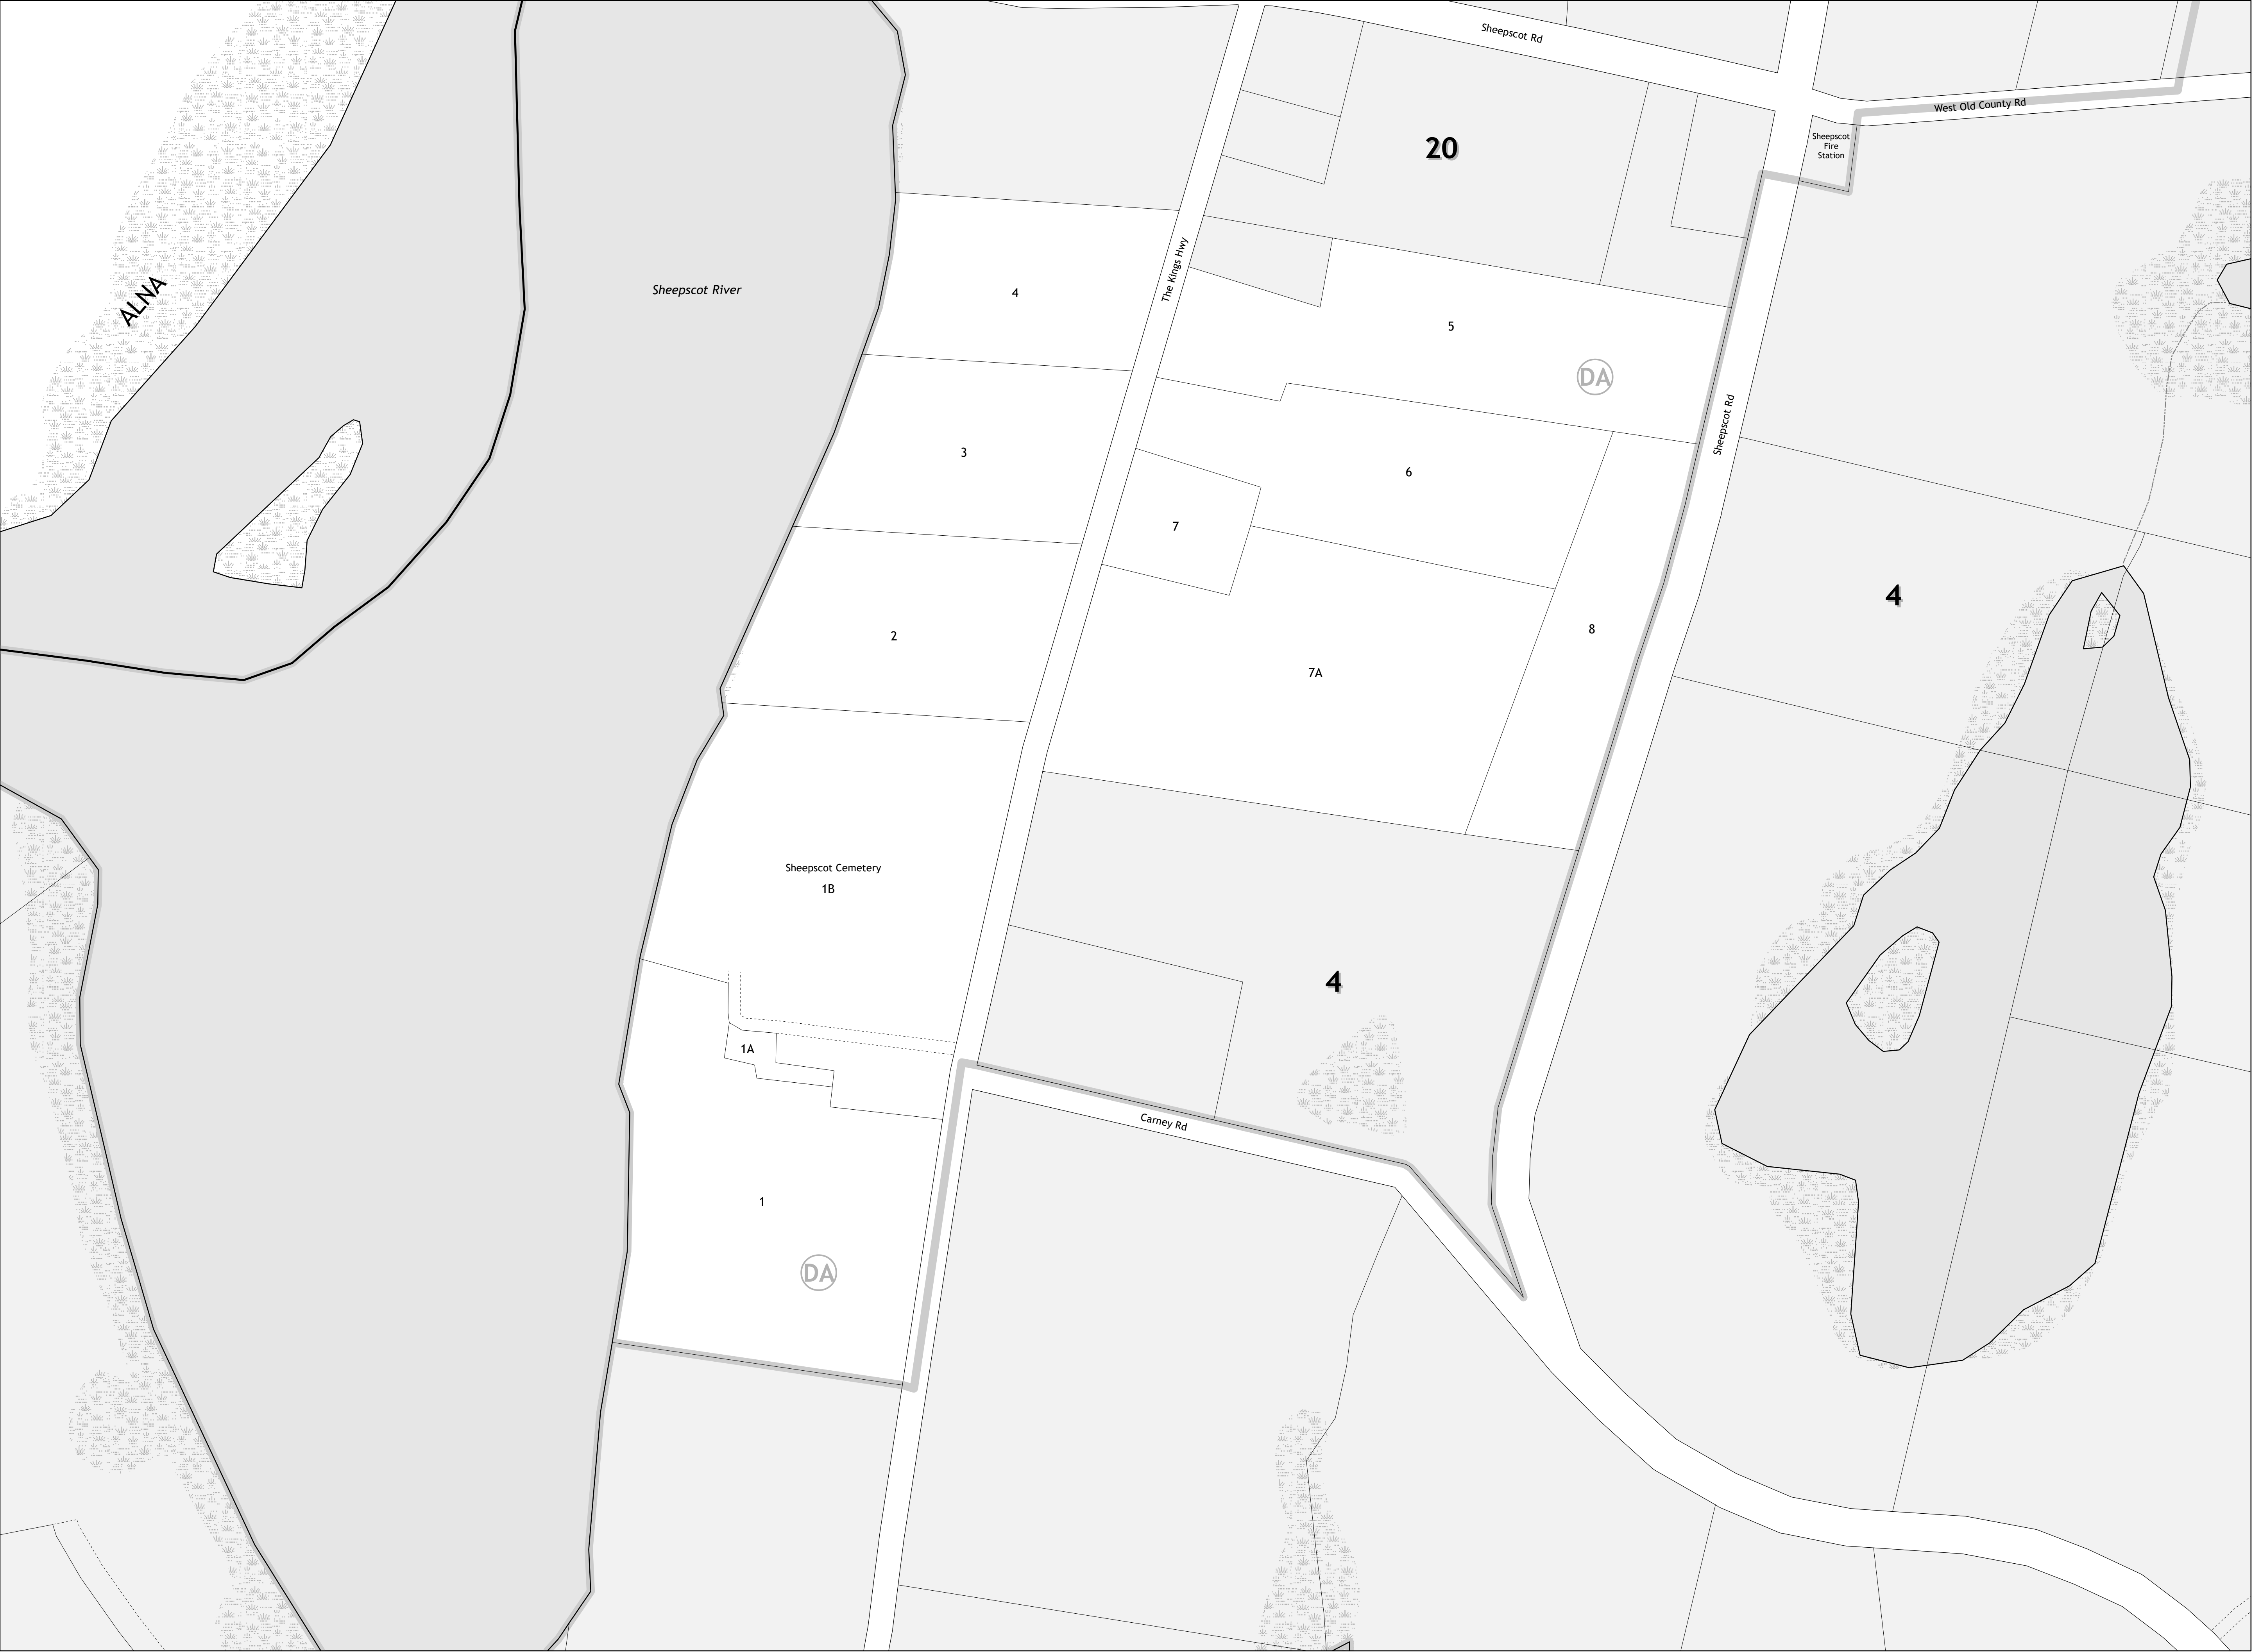 Sheepscot Rd
West Old County Rd
Sheepscot
Fire
Station
20
ALNA
Sheepscot River
The Kings Hwy
4
5
DA
Sheepscot Rd
3
6
7
4
8
2
7A
Sheepscot Cemetery
1B
4
1A
Carney Rd
1
DA